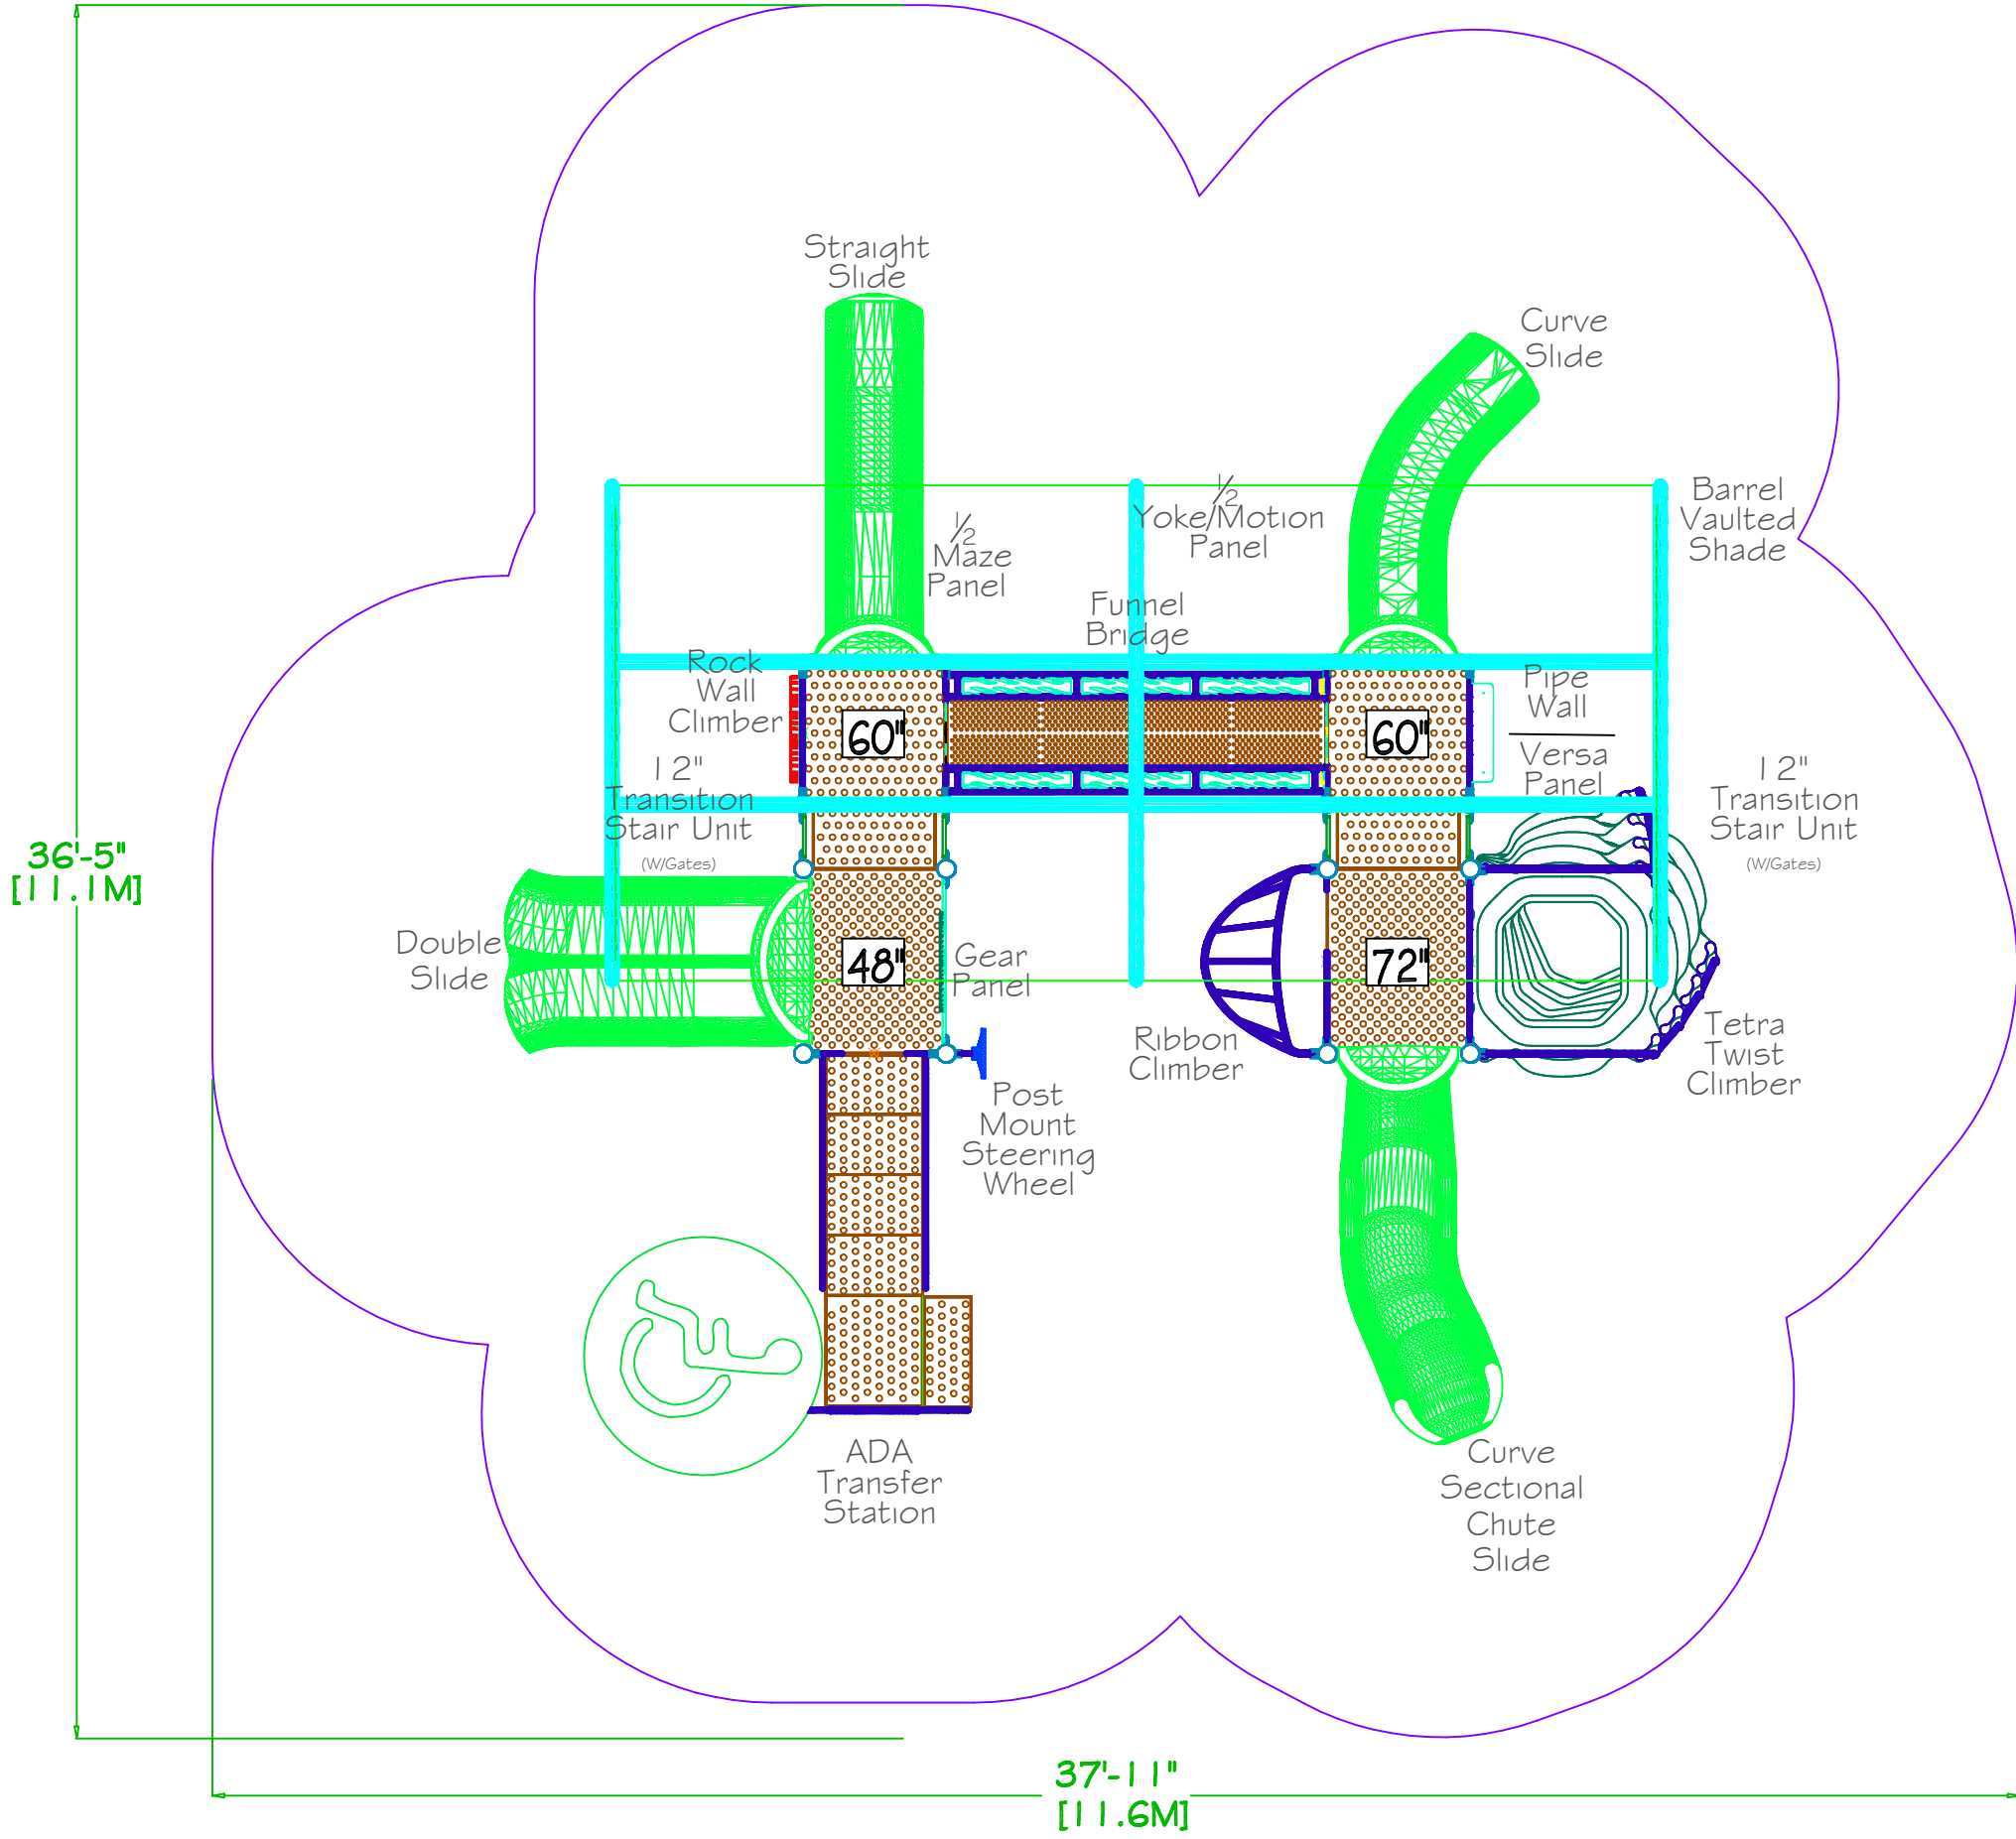 Straight
Slide
Curve
Slide
1/2
Maze
Panel
1/2
Yoke/Motion
Panel
Barrel
Vaulted
Shade
Funnel
Bridge
Rock
Wall
Climber
60"
60"
Pipe
Wall
Versa
Panel
12"
Transition
Stair Unit
(W/Gates)
12"
Transition
Stair Unit
(W/Gates)
36'-5"
[11.1M]
Double
Slide
48"
Gear
Panel
72"
Ribbon
Climber
Tetra
Twist
Climber
Post
Mount
Steering
Wheel
ADA
Transfer
Station
Curve
Sectional
Chute
Slide
37'-11"
[11.6M]